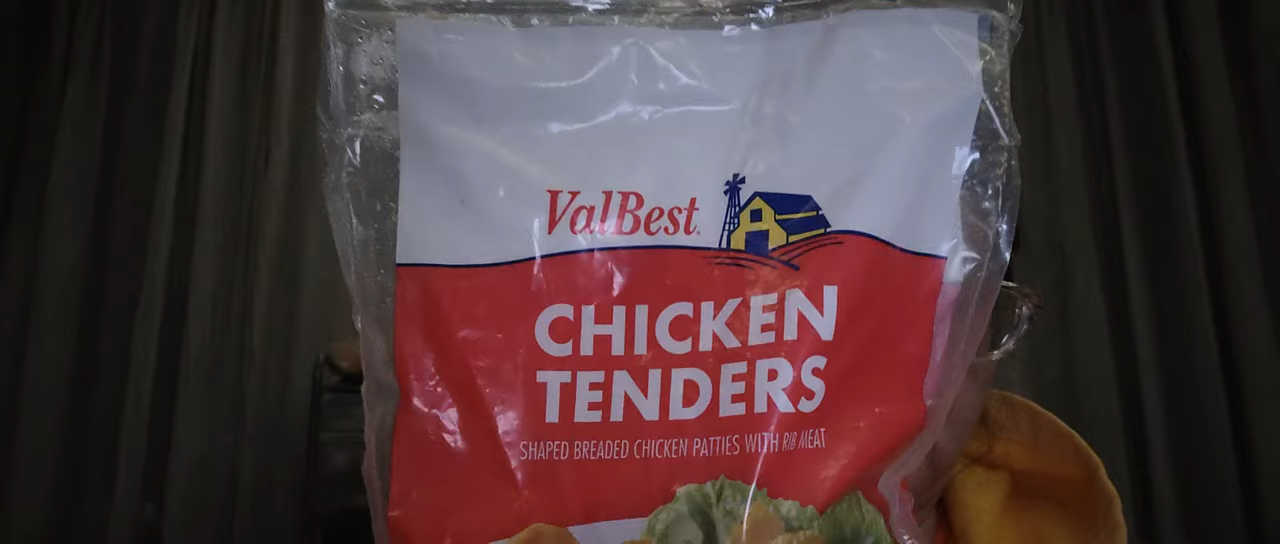 ValBest
CHICKEN
TENDERS
SHAPED BREADED CHICKEN PATTIES WITH RIB MEAT